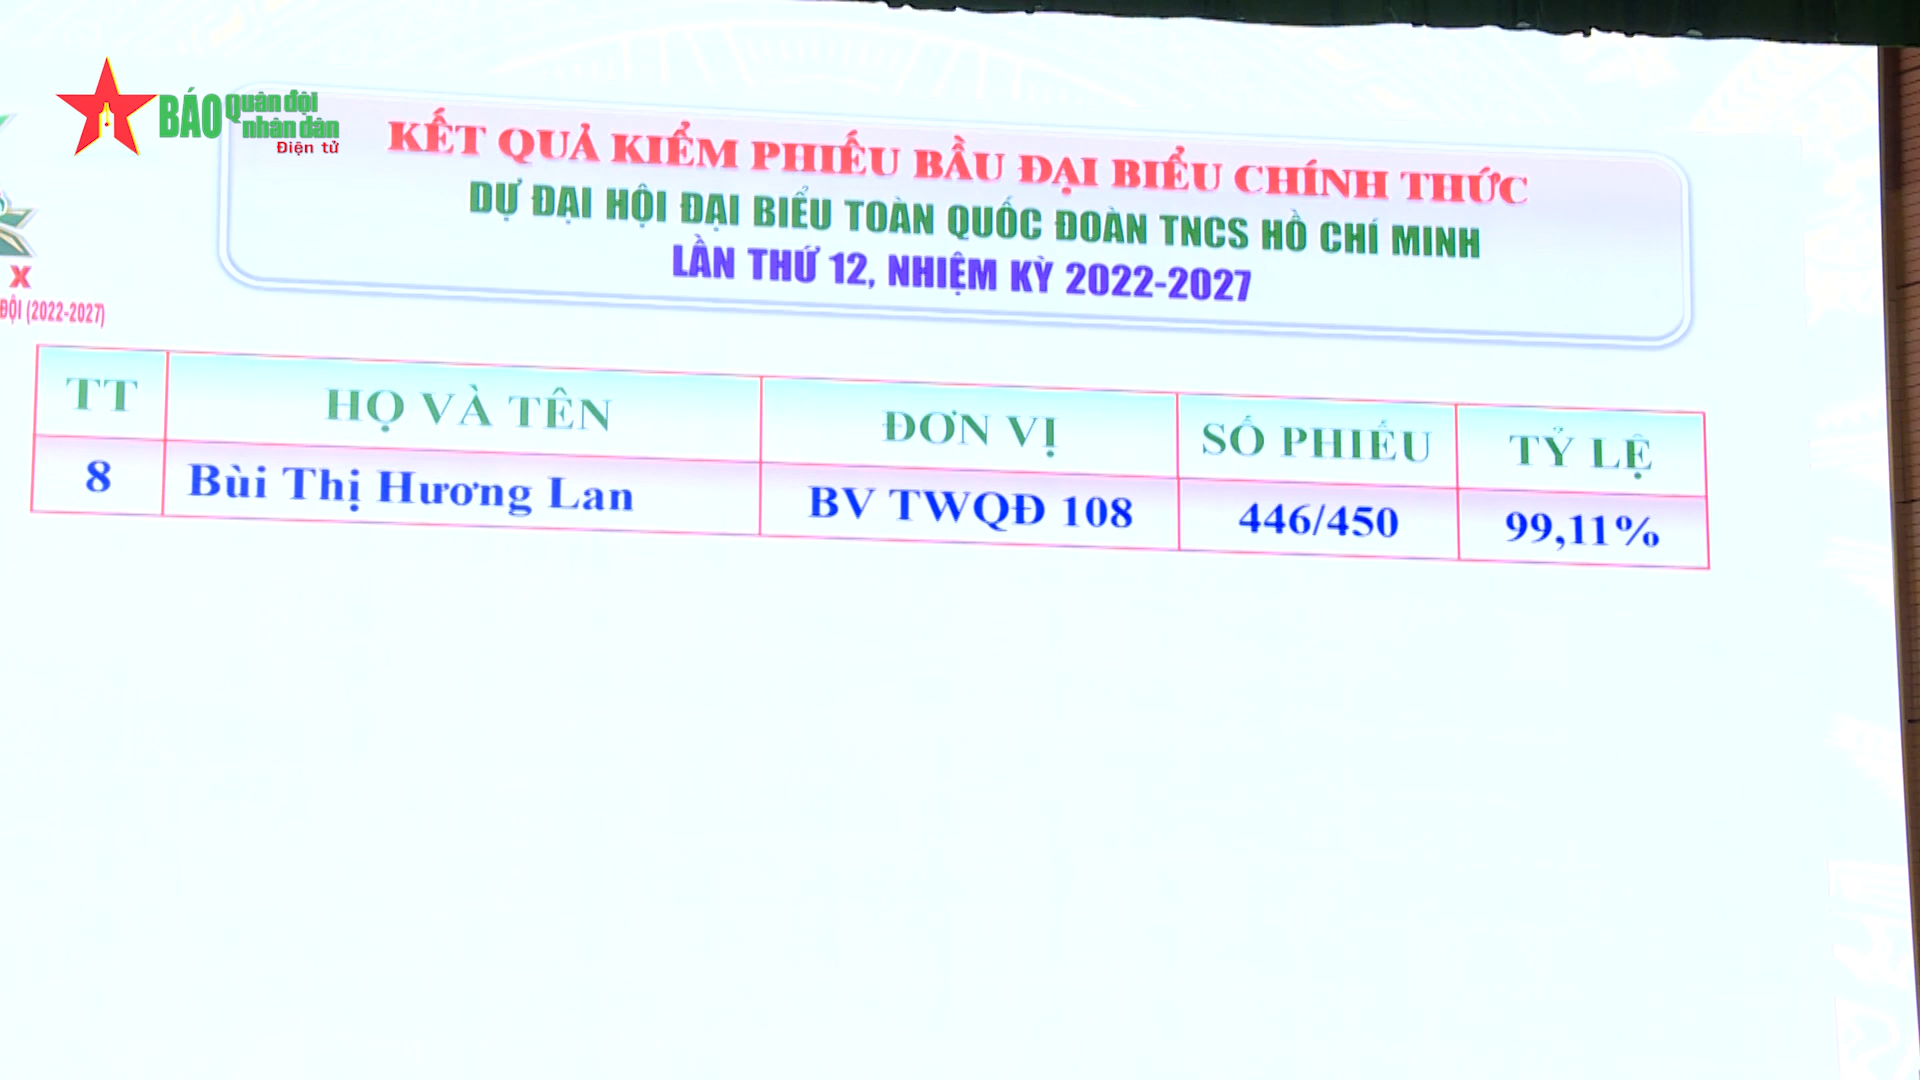 BÁO Quân đội
nhân dân
Điện tử
KẾT QUẢ KIỂM PHIẾU BẦU ĐẠI BIỂU CHÍNH THỨC
DỰ ĐẠI HỘI ĐẠI BIỂU TOÀN QUỐC ĐOÀN TNCS HỒ CHÍ MINH
LẦN THỨ 12, NHIỆM KỲ 2022-2027
X
ĐỘI (2022-2027)
TT HỌ VÀ TÊN ĐƠN VỊ SỐ PHIẾU TỶ LỆ
8 Bùi Thị Hương Lan BV TWQĐ 108 446/450 99,11%